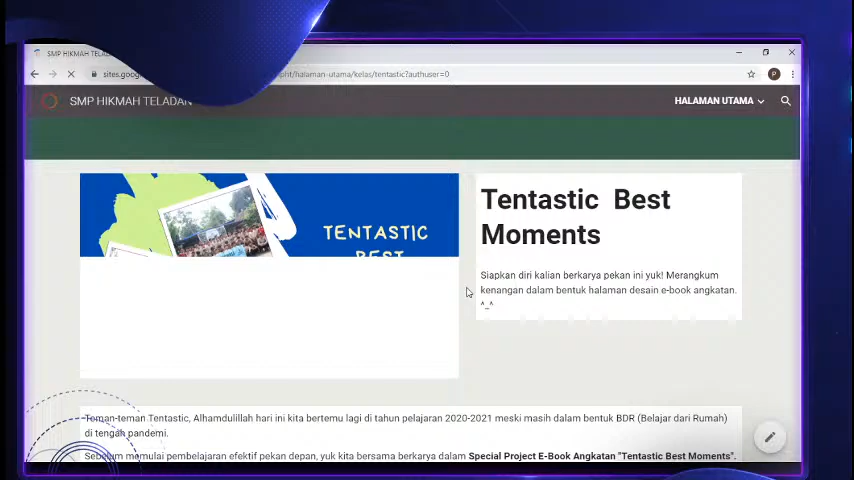 SMP HIKMAH TELAD
sites.goog
pht/halaman-utama/kelas/tentastic?authuser=0
P
SMP HIKMAH TELADAN
HALAMAN UTAMA
TENTASTIC
BEST
Tentastic Best
Moments
Siapkan diri kalian berkarya pekan ini yuk! Merangkum
kenangan dalam bentuk halaman desain e-book angkatan.
^_^
Teman-teman Tentastic, Alhamdulillah hari ini kita bertemu lagi di tahun pelajaran 2020-2021 meski masih dalam bentuk BDR (Belajar dari Rumah)
di tengah pandemi.
Sebelum memulai pembelajaran efektif pekan depan, yuk kita bersama berkarya dalam Special Project E-Book Angkatan "Tentastic Best Moments".